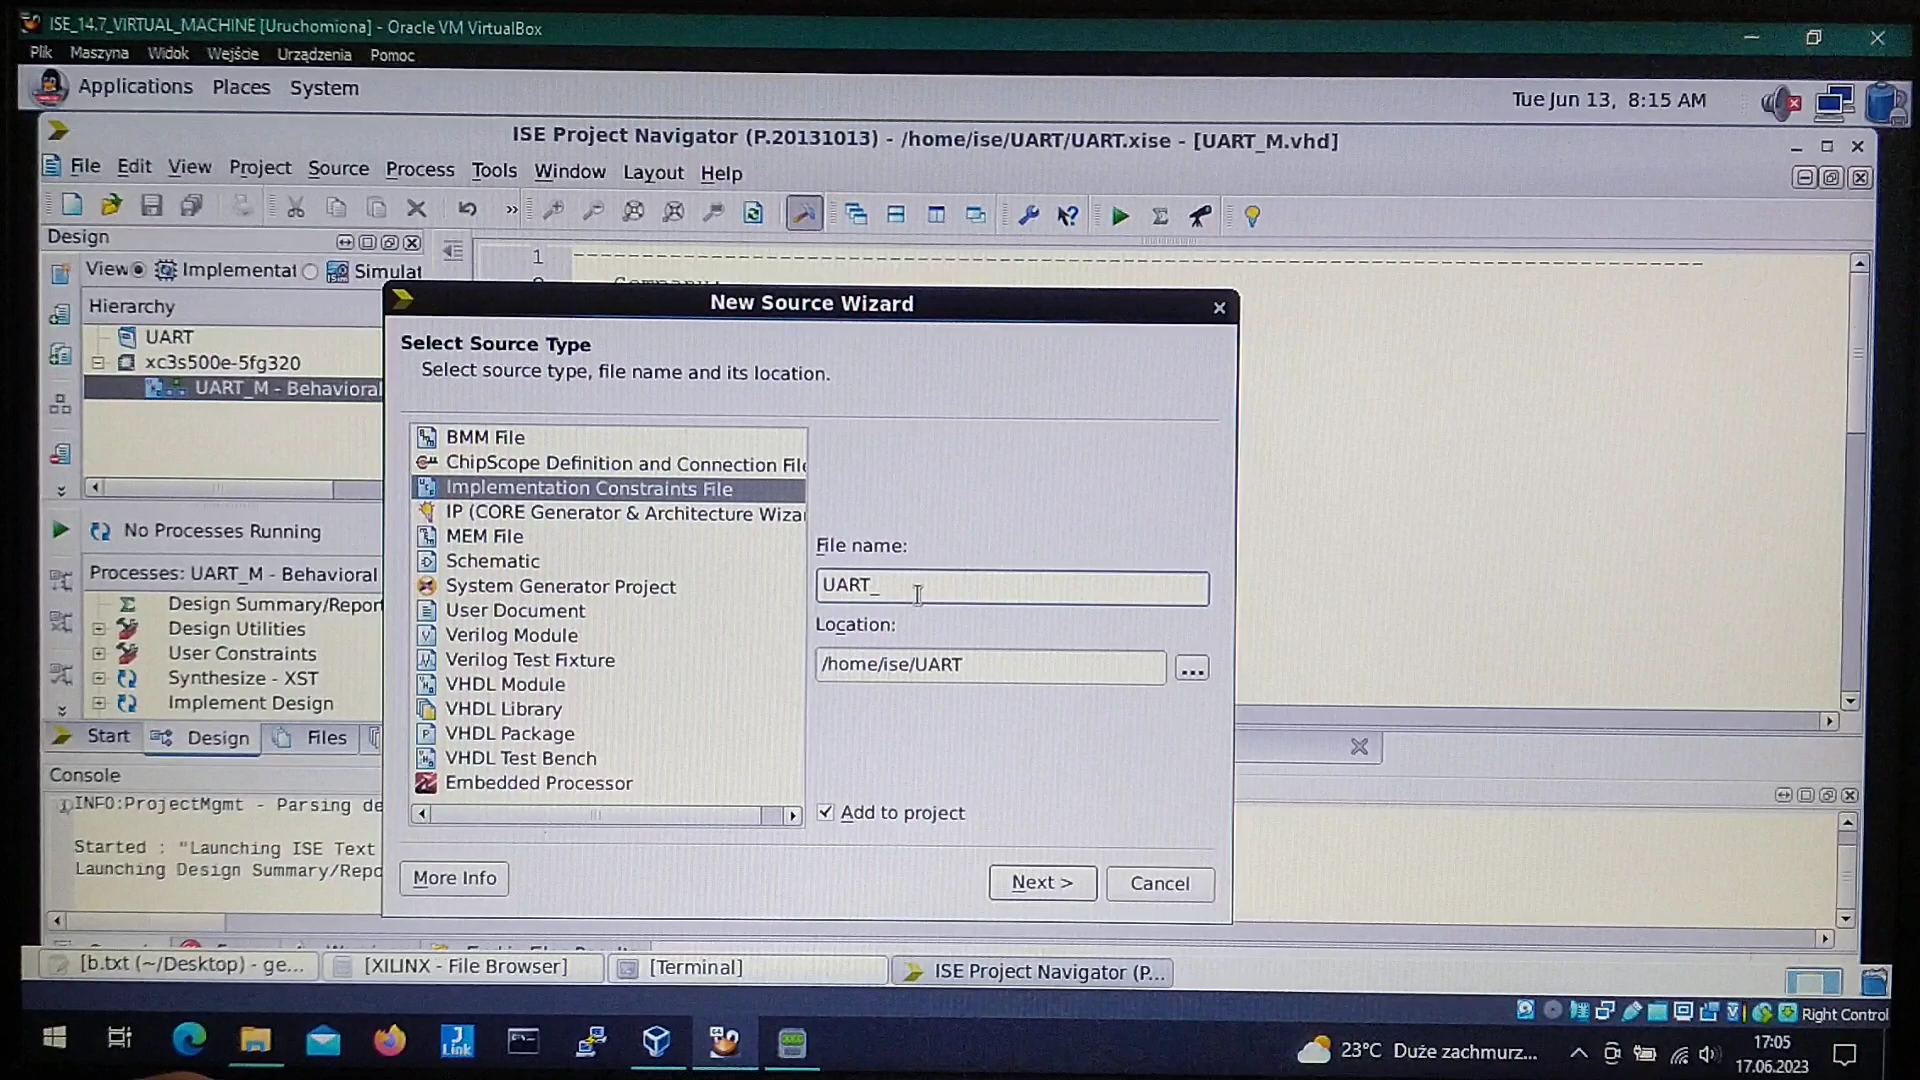 ISE_14.7_VIRTUAL_MACHINE [Uruchomiona] - Oracle VM VirtualBox
Plik Maszyna Widok Wejście Urządzenia Pomoc
Applications Places System
Tue Jun 13, 8:15 AM
ISE Project Navigator (P.20131013) - /home/ise/UART/UART.xise - [UART_M.vhd]
File Edit View Project Source Process Tools Window Layout Help
Design
View Implementat Simulat
1
Hierarchy
UART
xc3s500e-5fg320
UART_M - Behavioral
No Processes Running
Processes: UART_M - Behavioral
Design Summary/Report
Design Utilities
User Constraints
Synthesize - XST
Implement Design
Start Design Files
Console
INFO:ProjectMgmt - Parsing de
Started : "Launching ISE Text
Launching Design Summary/Repo
New Source Wizard
Select Source Type
Select source type, file name and its location.
BMM File
ChipScope Definition and Connection File
Implementation Constraints File
IP (CORE Generator & Architecture Wizar
MEM File
Schematic
System Generator Project
User Document
Verilog Module
Verilog Test Fixture
VHDL Module
VHDL Library
VHDL Package
VHDL Test Bench
Embedded Processor
File name:
UART_
Location:
/home/ise/UART
...
Add to project
More Info
Next >
Cancel
[b.txt (~/Desktop) - ge...
[XILINX - File Browser]
[Terminal]
ISE Project Navigator (P...
Right Control
J
Link
23°C Duże zachmurz...
17:05
17.06.2023